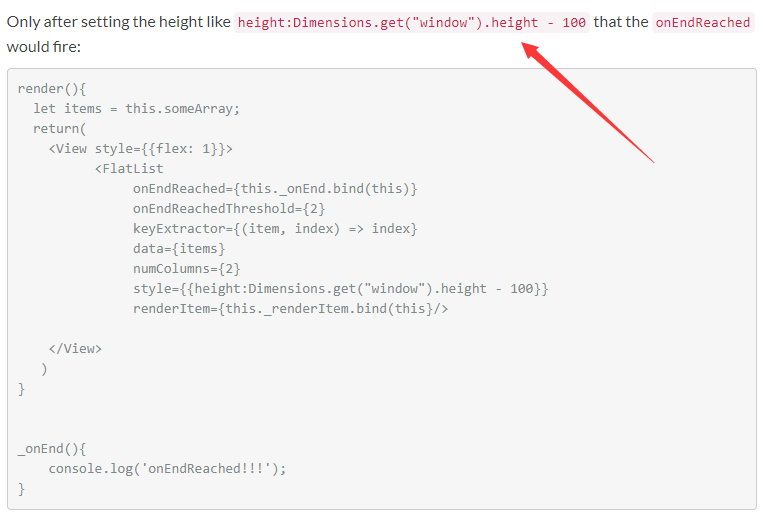 Only after setting the height like height:Dimensions.get("window").height - 100 that the onEndReached
would fire:
render(){
  let items = this.someArray;
  return(
    <View style={{flex: 1}}>
          <FlatList
               onEndReached={this._onEnd.bind(this)}
               onEndReachedThreshold={2}
               keyExtractor={(item, index) => index}
               data={items}
               numColumns={2}
               style={{height:Dimensions.get("window").height - 100}}
               renderItem={this._renderItem.bind(this}/>
    </View>
   )
}
_onEnd(){
    console.log('onEndReached!!!');
}